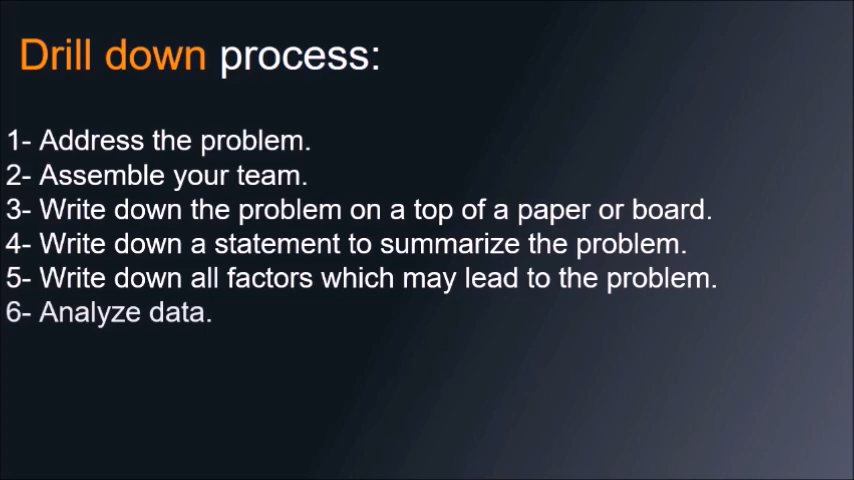 Drill down process:
1- Address the problem.
2- Assemble your team.
3- Write down the problem on a top of a paper or board.
4- Write down a statement to summarize the problem.
5- Write down all factors which may lead to the problem.
6- Analyze data.